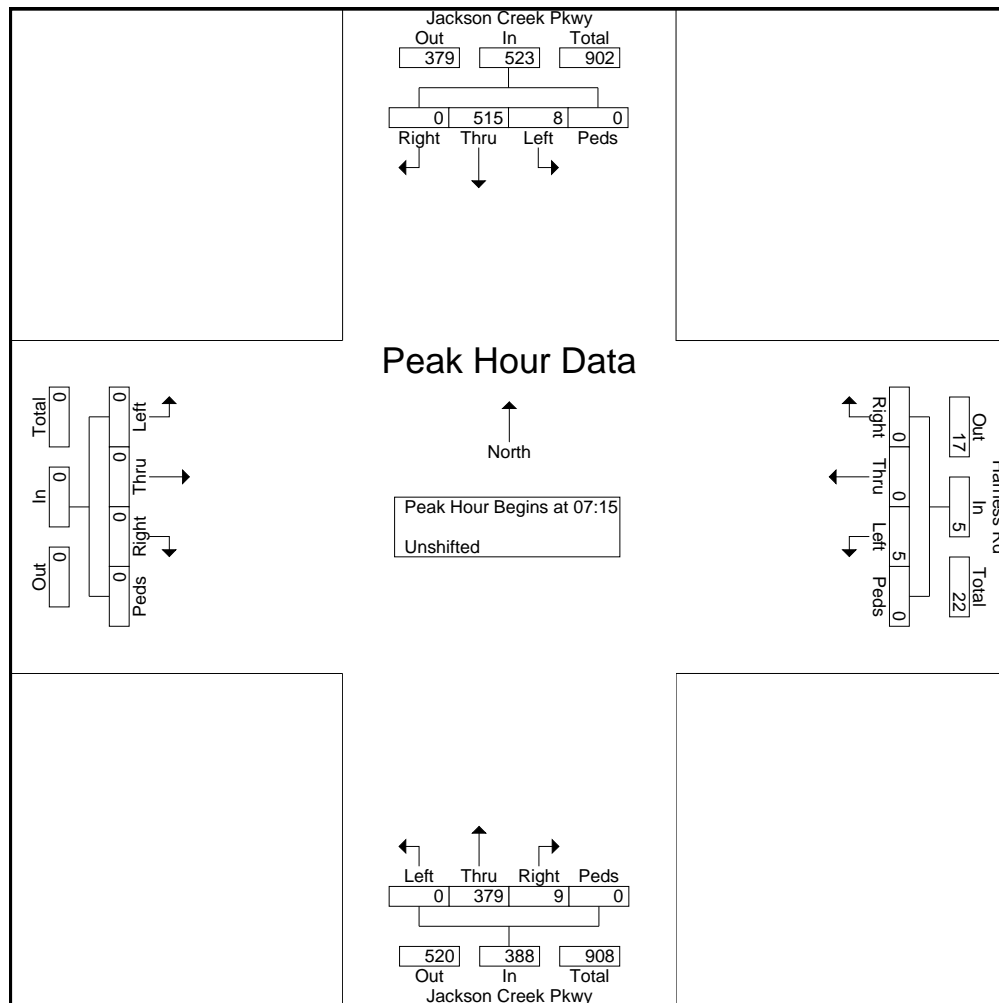 Jackson Creek Pkwy
Out In Total
379 523 902
0 515 8 0
Right Thru Left Peds
Peak Hour Data
North
Peak Hour Begins at 07:15
Unshifted
Left Thru Right Peds
0 0 0 0
Total In Out
0 0 0
Right Thru Left Peds
0 0 5 0
Out In Total
17 5 22
Left Thru Right Peds
0 379 9 0
520 388 908
Out In Total
Jackson Creek Pkwy